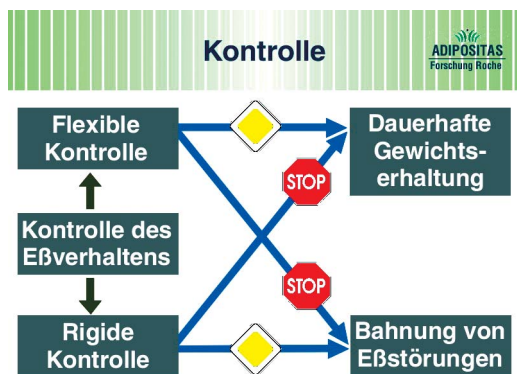 Kontrolle
ADIPOSITAS
Forschung Roche
Flexible
Kontrolle
Dauerhafte
Gewichts-
erhaltung
STOP
Kontrolle des
Eßverhaltens
STOP
Rigide
Kontrolle
Bahnung von
Eßstörungen